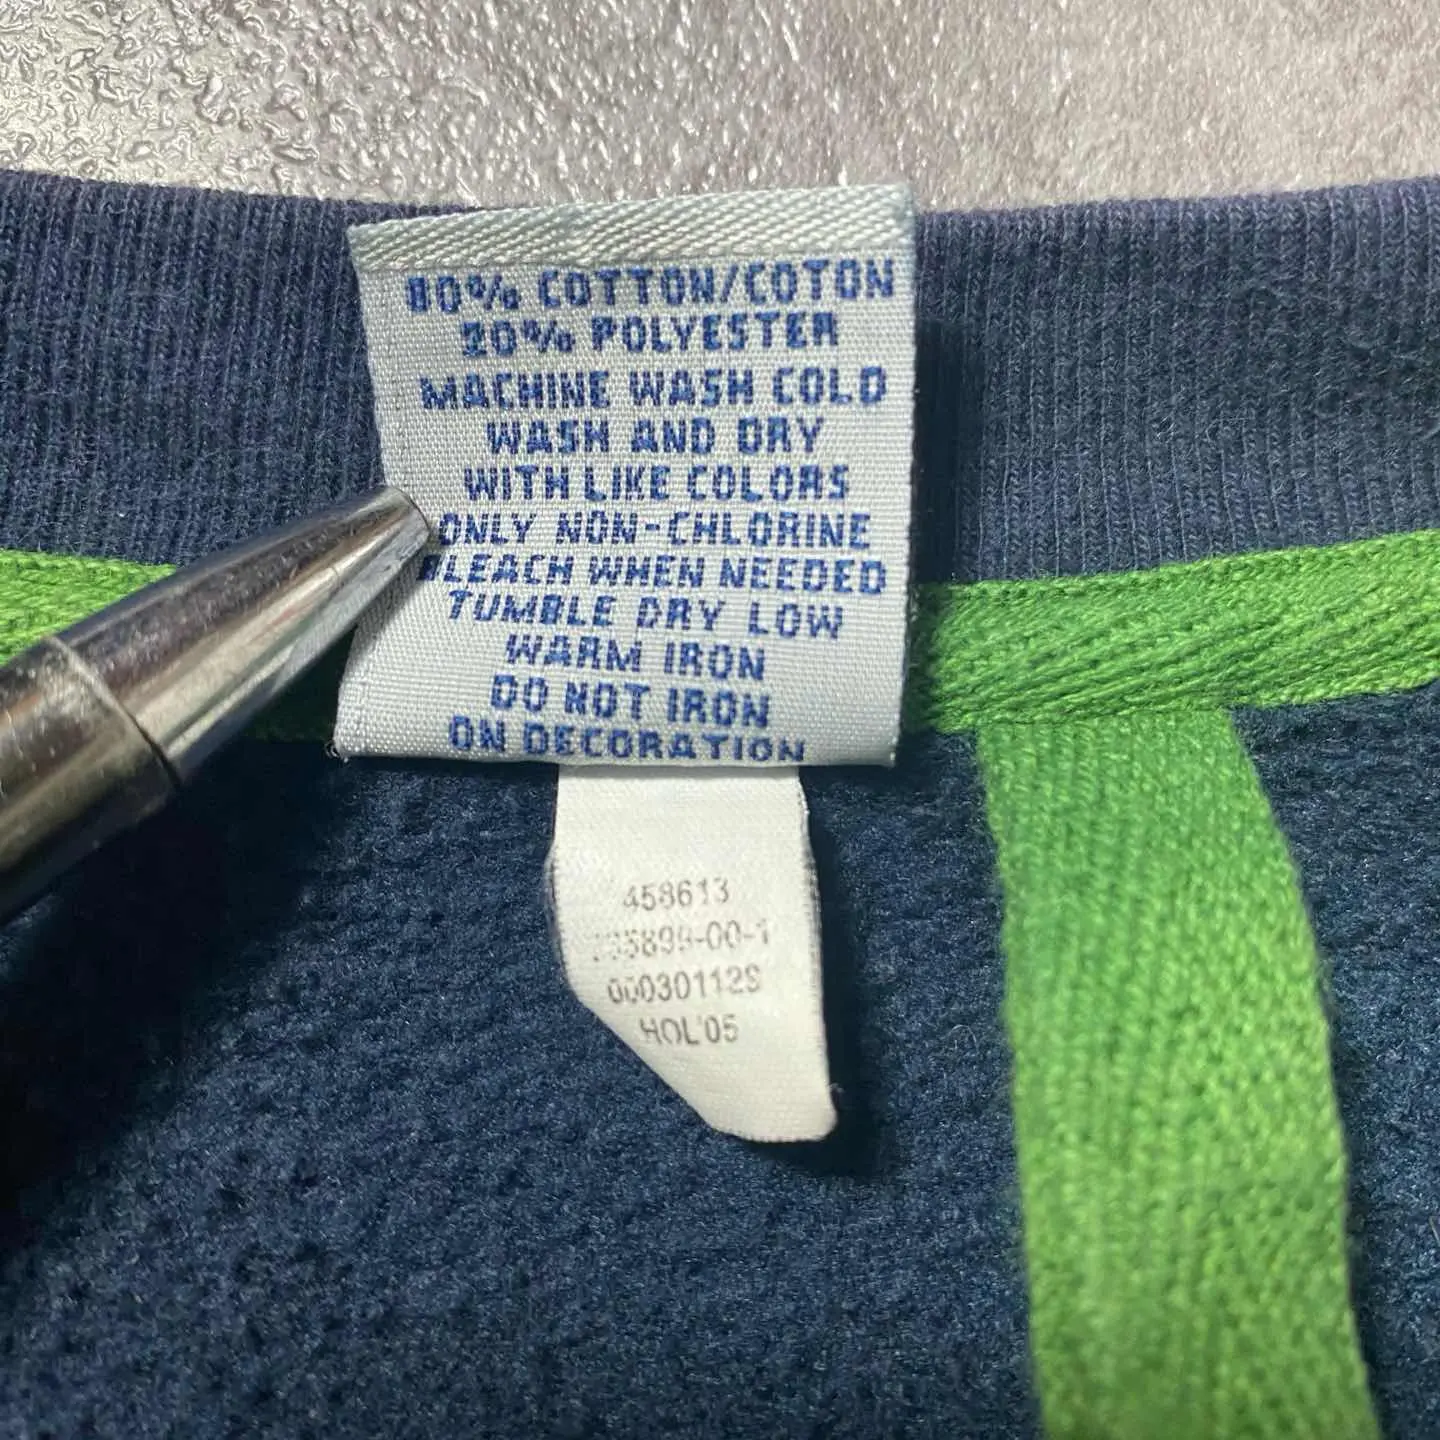 80% COTTON/COTON
20% POLYESTER
MACHINE WASH COLD
WASH AND DRY
WITH LIKE COLORS
ONLY NON-CHLORINE
BLEACH WHEN NEEDED
TUMBLE DRY LOW
WARM IRON
DO NOT IRON
ON DECORATION
458613
000301128
HOL'05